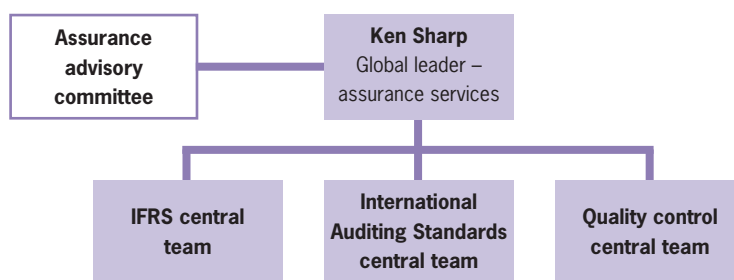 Assurance
advisory
committee
Ken Sharp
Global leader –
assurance services
IFRS central
team
International
Auditing Standards
central team
Quality control
central team